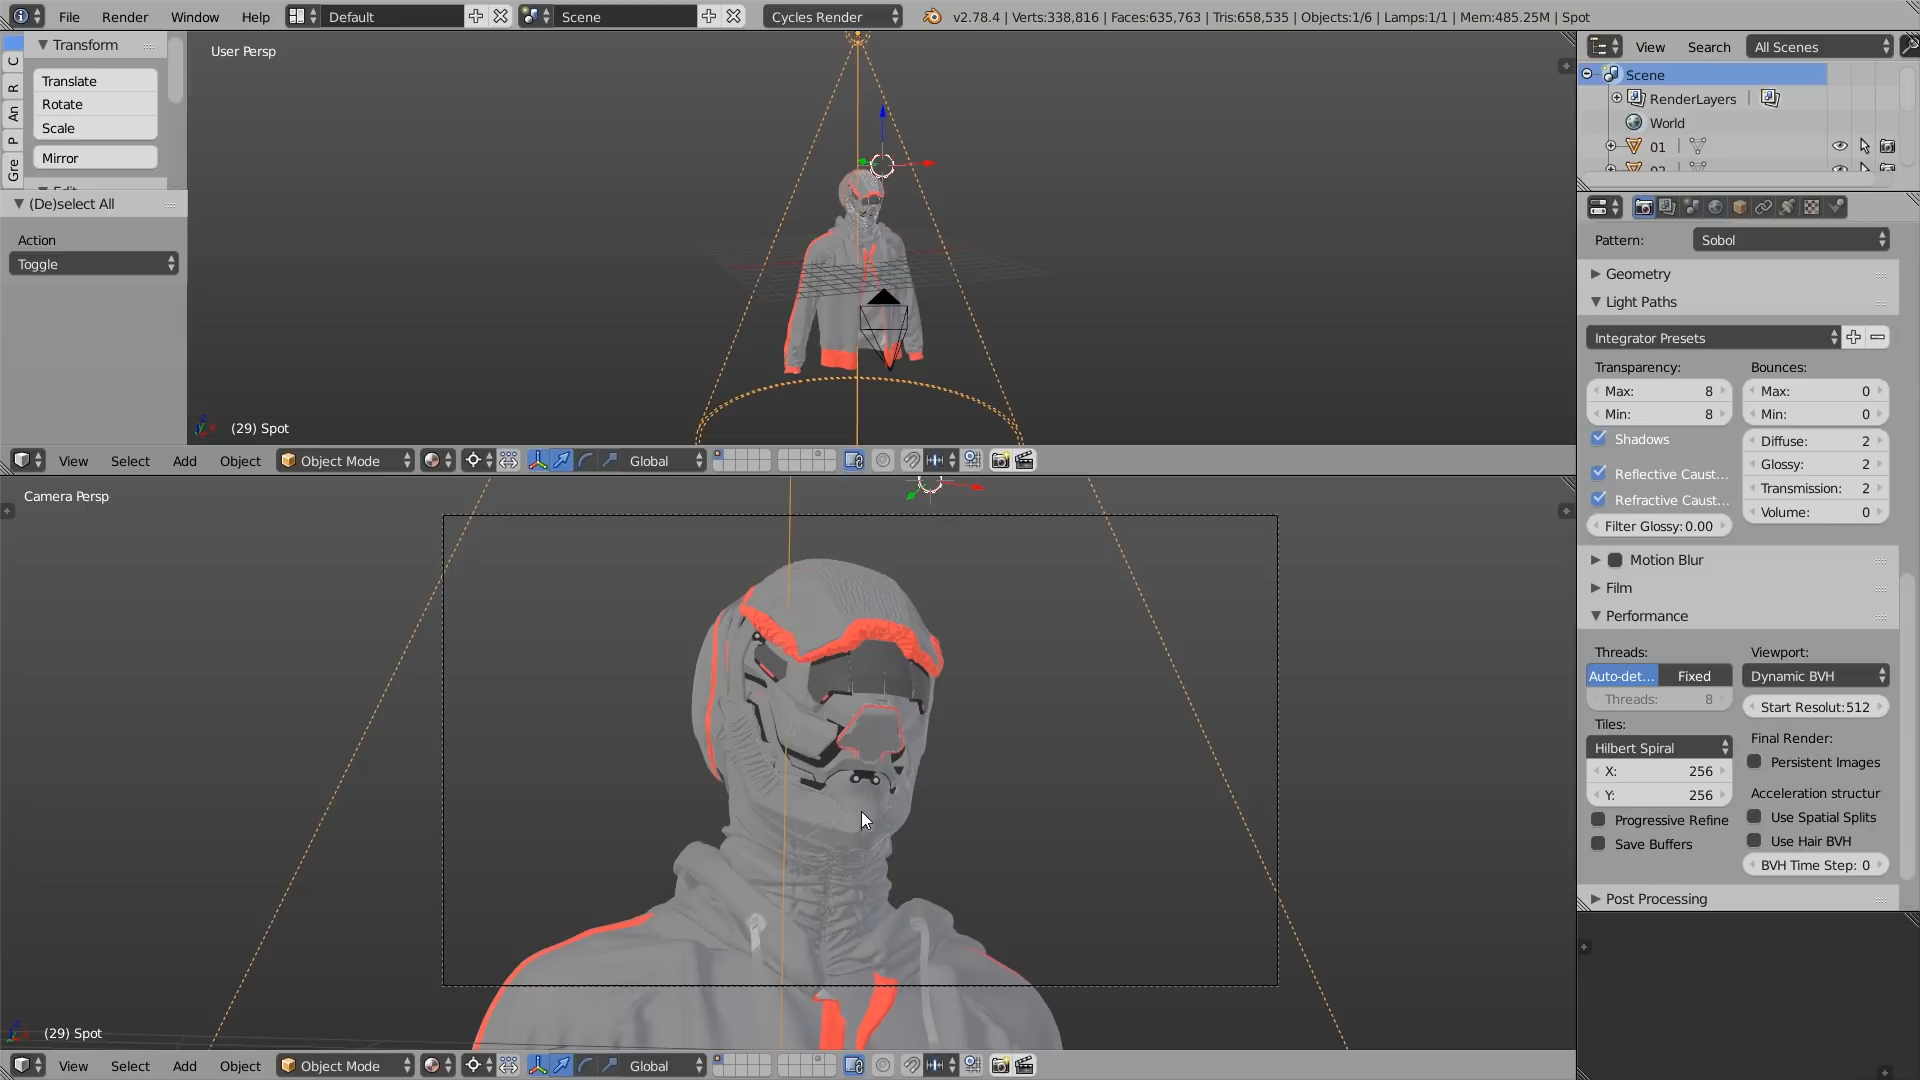 File Render Window Help Default Scene Cycles Render v2.78.4 | Verts:338,816 | Faces:635,763 | Tris:658,535 | Objects:1/6 | Lamps:1/1 | Mem:485.25M | Spot
Transform
Translate
Rotate
Scale
Mirror
C
R
An
P
Gre
(De)select All
Action
Toggle
User Persp
(29) Spot
View Select Add Object Object Mode Global
Camera Persp
(29) Spot
View Select Add Object Object Mode Global
View Search All Scenes
Scene
RenderLayers
World
01
Pattern: Sobol
Geometry
Light Paths
Integrator Presets
Transparency: Bounces:
Max: 8 Max: 0
Min: 8 Min: 0
Shadows Diffuse: 2
Glossy: 2
Reflective Caust... Transmission: 2
Refractive Caust... Volume: 0
Filter Glossy: 0.00
Motion Blur
Film
Performance
Threads: Viewport:
Auto-det... Fixed Dynamic BVH
Threads: 8 Start Resolut: 512
Tiles: Final Render:
Hilbert Spiral Persistent Images
X: 256 Acceleration structur
Y: 256 Use Spatial Splits
Progressive Refine Use Hair BVH
Save Buffers BVH Time Step: 0
Post Processing